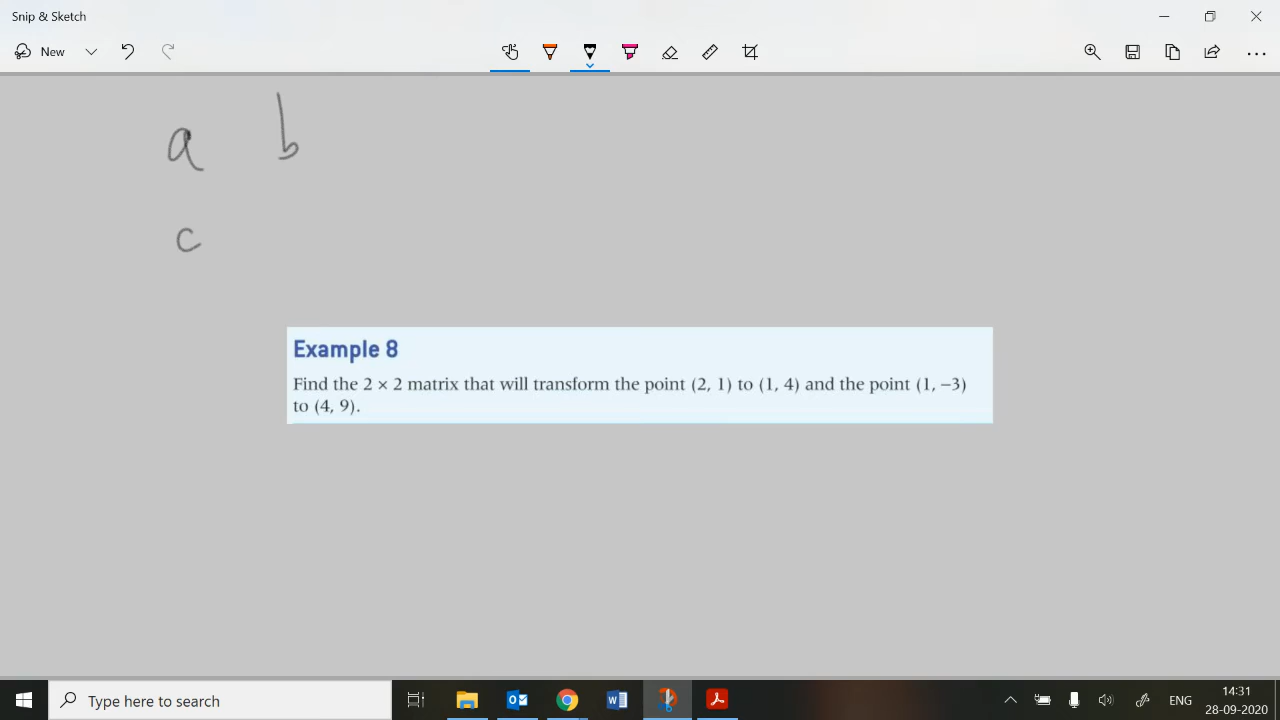 Snip & Sketch
New
a b
c
Example 8
Find the 2 × 2 matrix that will transform the point (2, 1) to (1, 4) and the point (1, −3)
to (4, 9).
Type here to search
ENG
14:31
28-09-2020